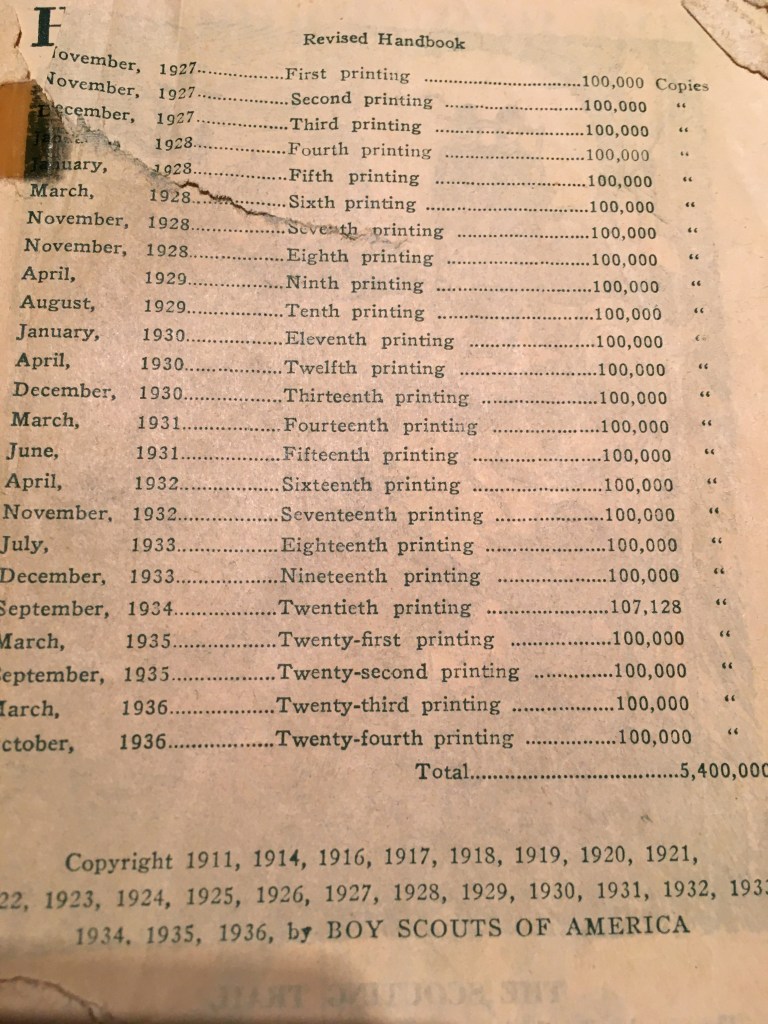 F
Revised Handbook
November, 1927..............First printing .........................100,000 Copies
November, 1927..............Second printing ......................100,000 “
December, 1927..............Third printing .........................100,000 “
1928..............Fourth printing ......................100,000 “
January, 1928..............Fifth printing .........................100,000 “
March, 1928..............Sixth printing .........................100,000 “
November, 1928..............Seventh printing ......................100,000 “
November, 1928..............Eighth printing ......................100,000 “
April, 1929..............Ninth printing ......................100,000 “
August, 1929..............Tenth printing ......................100,000 “
January, 1930..............Eleventh printing ...................100,000 “
April, 1930..............Twelfth printing ....................100,000 “
December, 1930..............Thirteenth printing ................100,000 “
March, 1931..............Fourteenth printing ................100,000 “
June, 1931..............Fifteenth printing ...................100,000 “
April, 1932..............Sixteenth printing ..................100,000 “
November, 1932..............Seventeenth printing ................100,000 “
July, 1933..............Eighteenth printing ................100,000 “
December, 1933..............Nineteenth printing ................100,000 “
September, 1934..............Twentieth printing ..................107,128 “
March, 1935..............Twenty-first printing ..............100,000 “
eptember, 1935..............Twenty-second printing ............100,000 “
March, 1936..............Twenty-third printing .............100,000 “
ctober, 1936..............Twenty-fourth printing .............100,000 “
Total.................................5,400,000
Copyright 1911, 1914, 1916, 1917, 1918, 1919, 1920, 1921,
22, 1923, 1924, 1925, 1926, 1927, 1928, 1929, 1930, 1931, 1932, 193
1934, 1935, 1936, by BOY SCOUTS OF AMERICA